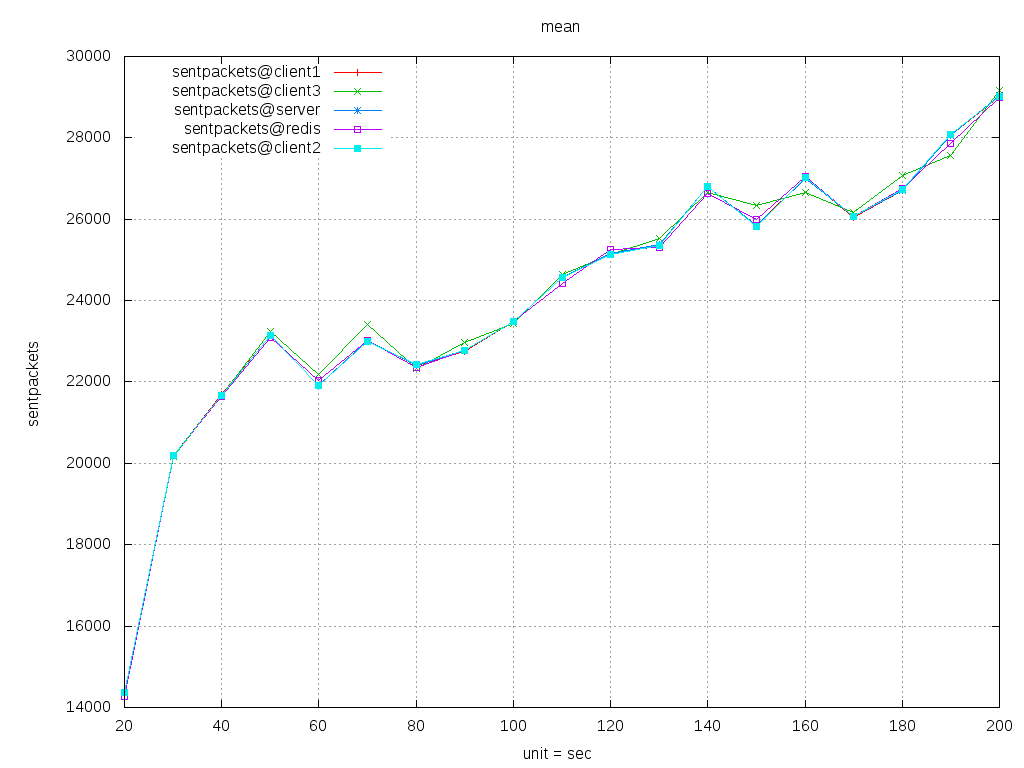 mean
30000
28000
26000
24000
22000
20000
18000
16000
14000
sentpackets
sentpackets@client1
sentpackets@client3
sentpackets@server
sentpackets@redis
sentpackets@client2
20 40 60 80 100 120 140 160 180 200
unit = sec